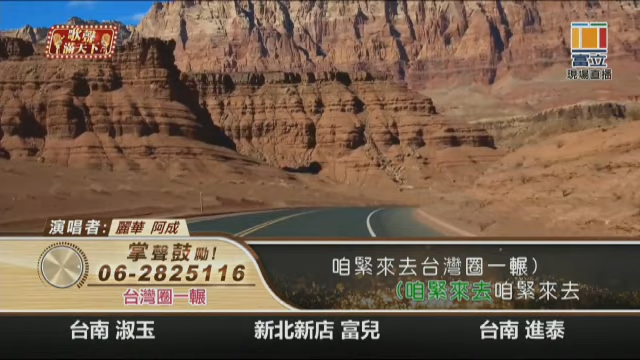 歌聲
滿天下
富立
現場直播
演唱者: 麗華 阿成
掌聲鼓勵!
06-2825116
台灣圈一輾
咱緊來去台灣圈一輾)
(咱緊來去咱緊來去
台南 淑玉
新北新店 富兒
台南 進泰